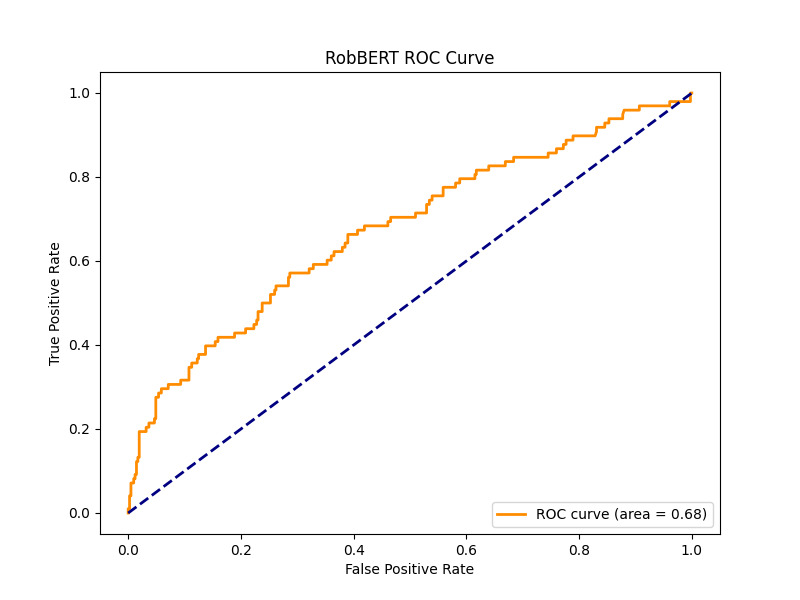 RobBERT ROC Curve
True Positive Rate
1.0
0.8
0.6
0.4
0.2
0.0
ROC curve (area = 0.68)
0.0 0.2 0.4 0.6 0.8 1.0
False Positive Rate